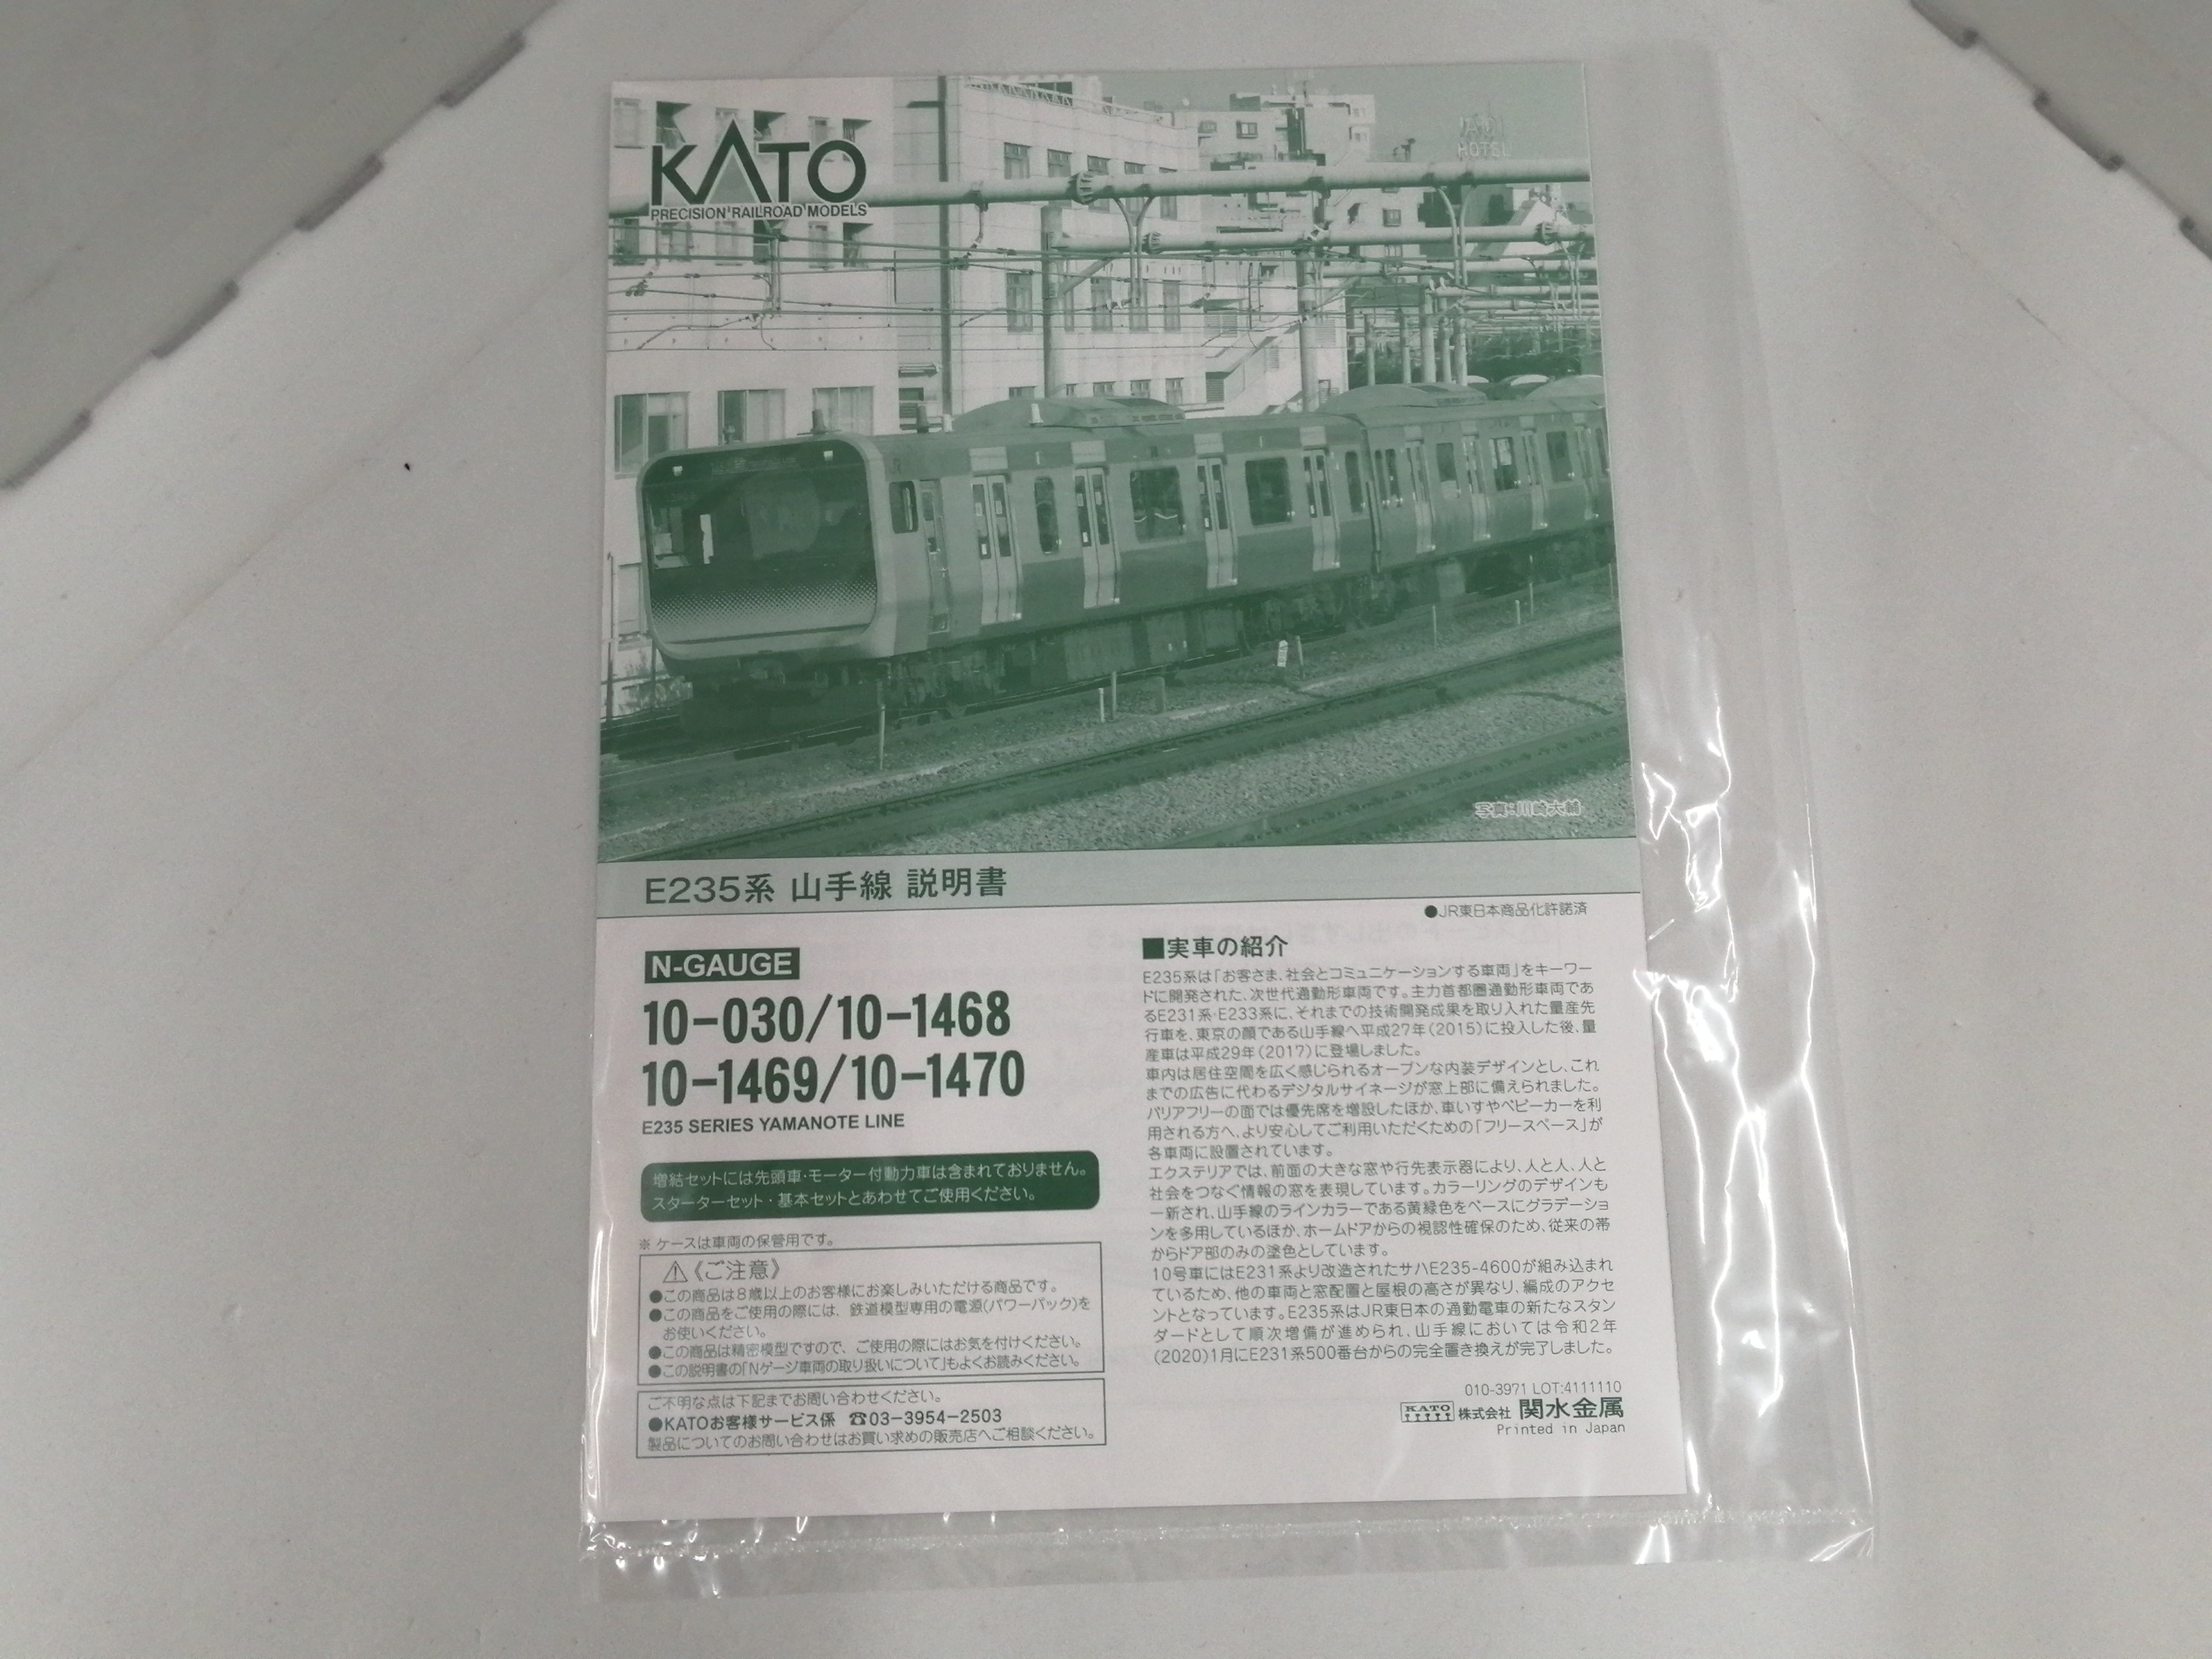 KATO
PRECISION RAILROAD MODELS
HOTEL
写真:川崎大輔
E235系 山手線 説明書
●JR東日本商品化許諾済
N-GAUGE
10-030/10-1468
10-1469/10-1470
E235 SERIES YAMANOTE LINE
増結セットには先頭車・モーター付動力車は含まれておりません。
スターターセット・基本セットとあわせてご使用ください。
※ ケースは車両の保管用です。
⚠《ご注意》
●この商品は8歳以上のお客様にお楽しみいただける商品です。
●この商品をご使用の際には、鉄道模型専用の電源(パワーパック)を
お使いください。
●この商品は精密模型ですので、ご使用の際にはお気を付けください。
●この説明書の「Nゲージ車両の取り扱いについて」もよくお読みください。
ご不明な点は下記までお問い合わせください。
●KATOお客様サービス係 ☎03-3954-2503
製品についてのお問い合わせはお買い求めの販売店へご相談ください。
■実車の紹介
E235系は「お客さま、社会とコミュニケーションする車両」をキーワー
ドに開発された、次世代通勤形車両です。主力首都圏通勤形車両であ
るE231系・E233系に、それまでの技術開発成果を取り入れた量産先
行車を、東京の顔である山手線へ平成27年(2015)に投入した後、量
産車は平成29年(2017)に登場しました。
車内は居住空間を広く感じられるオープンな内装デザインとし、これ
までの広告に代わるデジタルサイネージが窓上部に備えられました。
バリアフリーの面では優先席を増設したほか、車いすやベビーカーを利
用される方へ、より安心してご利用いただくための「フリースペース」が
各車両に設置されています。
エクステリアでは、前面の大きな窓や行先表示器により、人と人、人と
社会をつなぐ情報の窓を表現しています。カラーリングのデザインも
一新され、山手線のラインカラーである黄緑色をベースにグラデーショ
ンを多用しているほか、ホームドアからの視認性確保のため、従来の帯
からドア部のみの塗色としています。
10号車にはE231系より改造されたサハE235-4600が組み込まれ
ているため、他の車両と窓配置と屋根の高さが異なり、編成のアクセ
ントとなっています。E235系はJR東日本の通勤電車の新たなスタン
ダードとして順次増備が進められ、山手線においては令和2年
(2020)1月にE231系500番台からの完全置き換えが完了しました。
010-3971 LOT:4111110
KATO 株式会社 関水金属
Printed in Japan